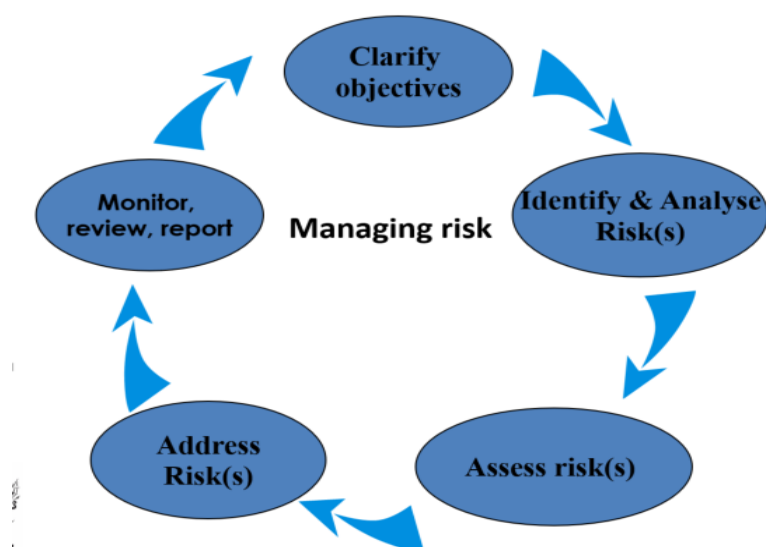 Clarify
objectives
Identify & Analyse
Risk(s)
Monitor,
review, report
Managing risk
Address
Risk(s)
Assess risk(s)